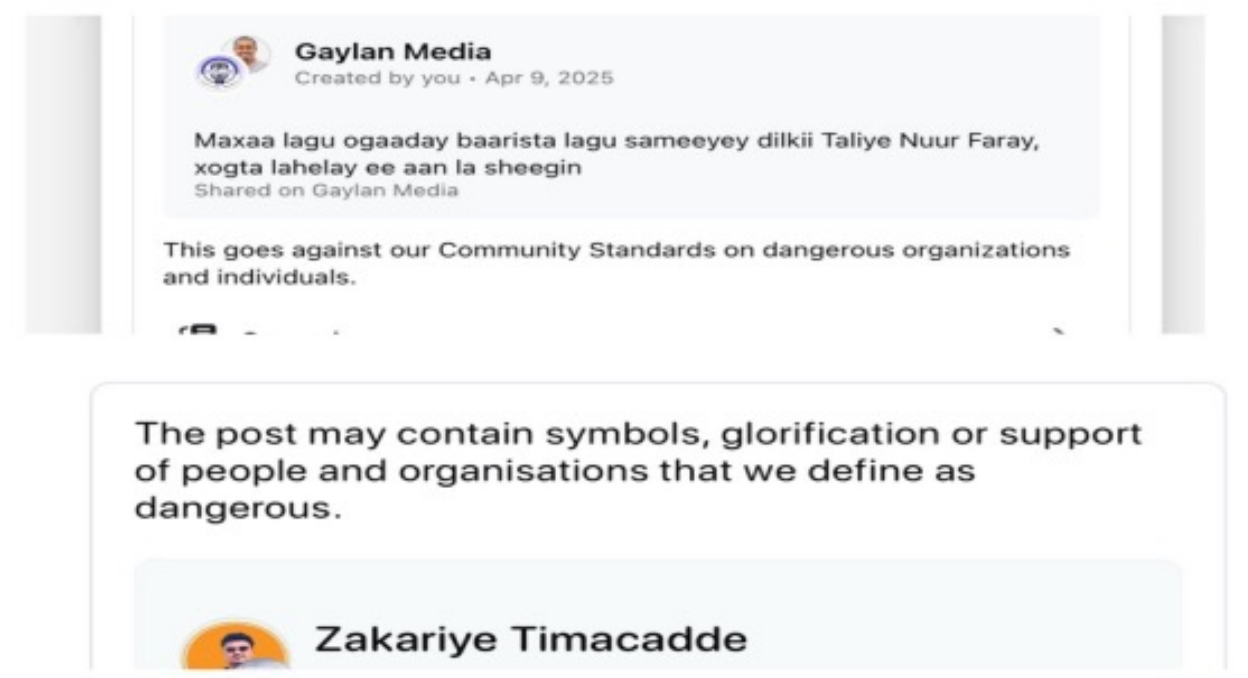 Gaylan Media
Created by you • Apr 9, 2025
Maxaa lagu ogaaday baarista lagu sameeyey dilkii Taliye Nuur Faray,
xogta lahelay ee aan la sheegin
Shared on Gaylan Media
This goes against our Community Standards on dangerous organizations
and individuals.
The post may contain symbols, glorification or support
of people and organisations that we define as
dangerous.
Zakariye Timacadde